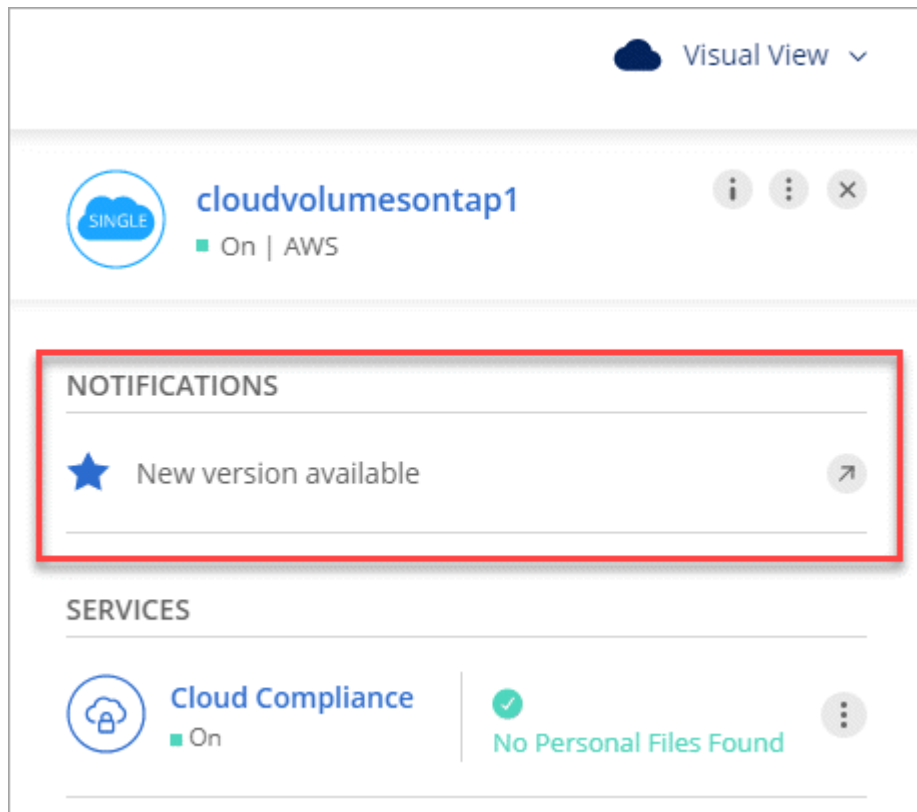 Visual View
SINGLE
cloudvolumesontap1
On | AWS
NOTIFICATIONS
New version available
SERVICES
Cloud Compliance
On
No Personal Files Found